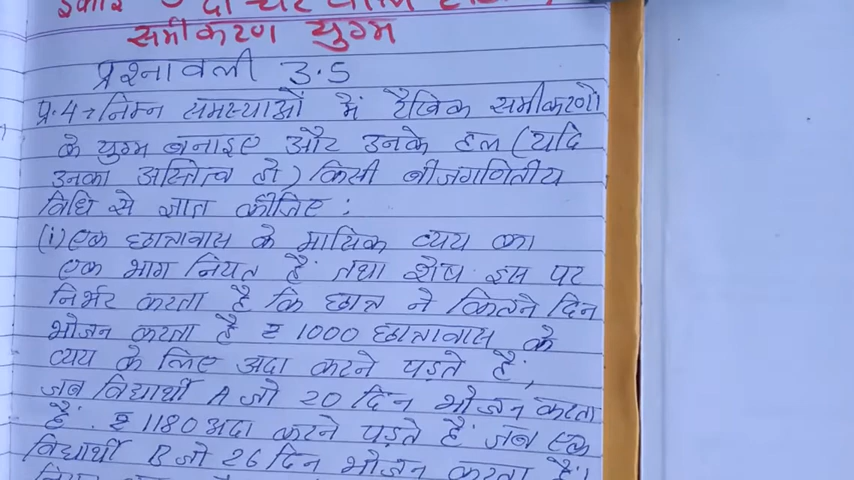 समीकरण युग्म
प्रश्नावली 3.5
प्र.4→ निम्न समस्याओं में रैखिक समीकरणों
के युग्म बनाइए और उनके हल (यदि
उनका अस्तित्व हो) किसी बीजगणितीय
विधि से ज्ञात कीजिए :
(i) एक छात्रावास के मासिक व्यय का
एक भाग नियत है तथा शेष इस पर
निर्भर करता है कि छात्र ने कितने दिन
भोजन करता है ₹ 1000 छात्रावास के
व्यय के लिए अदा करने पड़ते हैं,
जब विद्यार्थी A जो 20 दिन भोजन करता
है. ₹ 1180 अदा करने पड़ते हैं जब एक
विद्यार्थी B जो 26 दिन भोजन करता है।